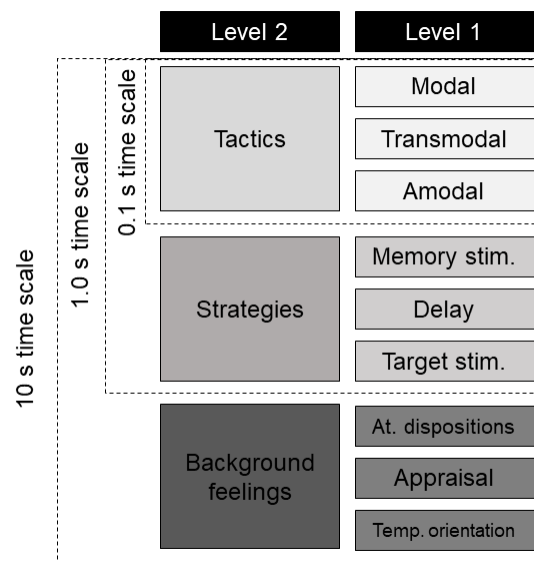 Level 2
Level 1
0.1 s time scale
1.0 s time scale
10 s time scale
Tactics
Modal
Transmodal
Amodal
Strategies
Memory stim.
Delay
Target stim.
Background
feelings
At. dispositions
Appraisal
Temp. orientation